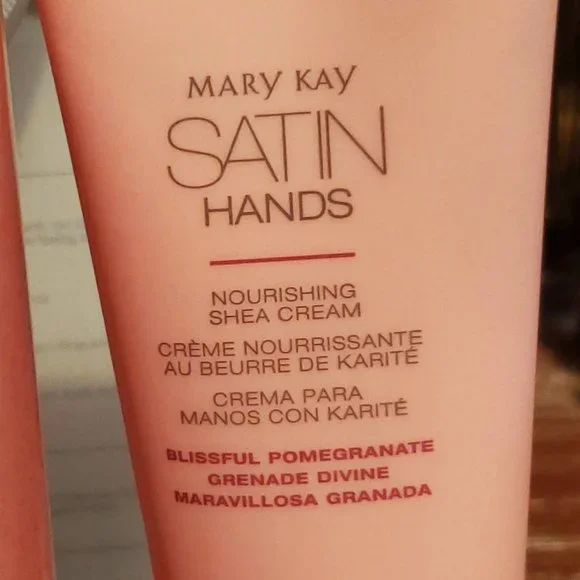 MARY KAY
SATIN
HANDS
NOURISHING
SHEA CREAM
CRÈME NOURRISSANTE
AU BEURRE DE KARITÉ
CREMA PARA
MANOS CON KARITÉ
BLISSFUL POMEGRANATE
GRENADE DIVINE
MARAVILLOSA GRANADA